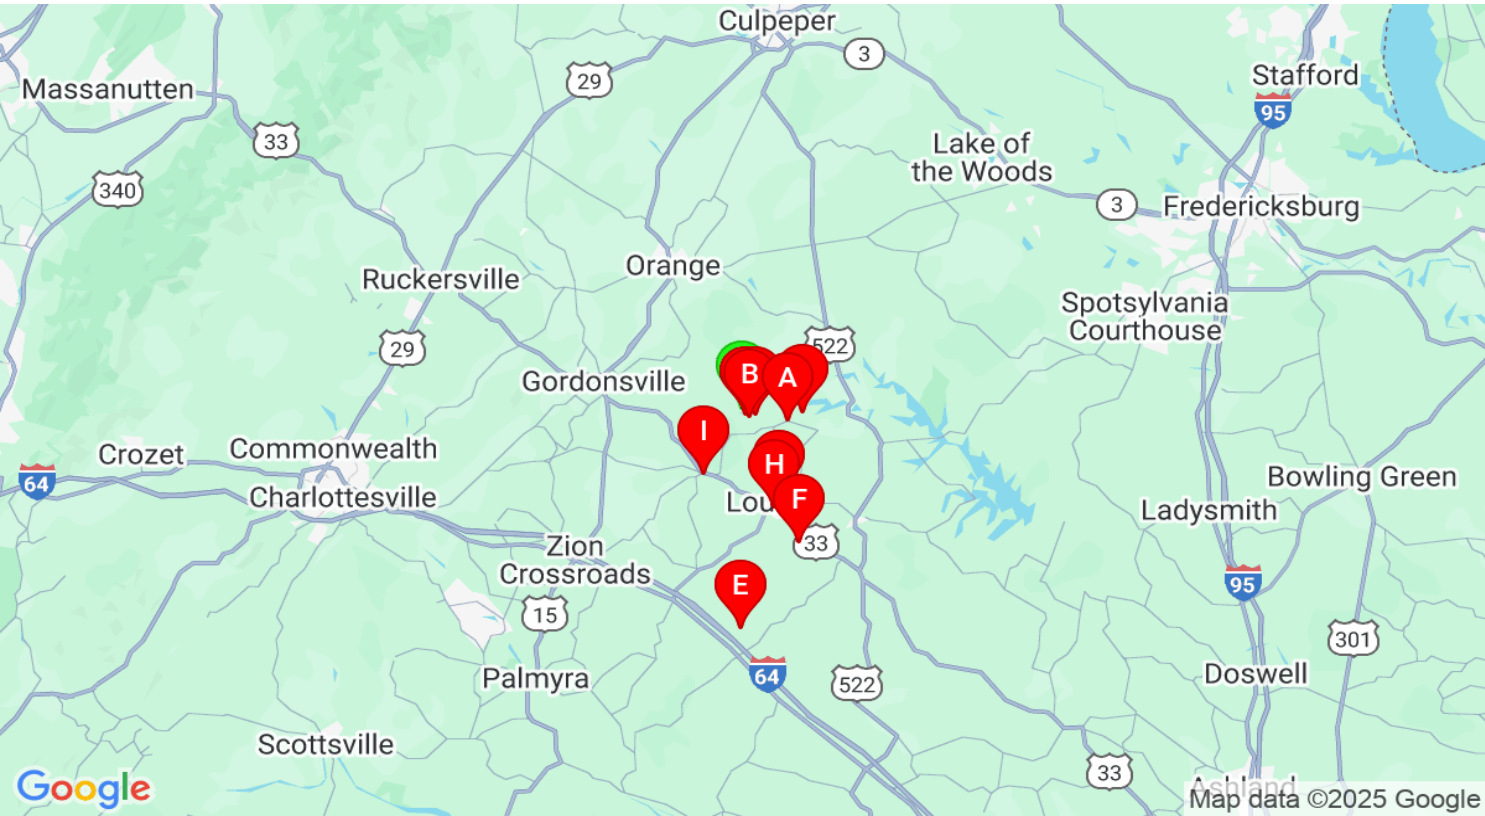 Culpeper
3
29
Stafford
Massanutten
95
33
Lake of
the Woods
340
3
Fredericksburg
Orange
Ruckersville
Spotsylvania
Courthouse
29
522
B
A
Gordonsville
I
Commonwealth
Crozet
H
Bowling Green
64
Charlottesville
F
Lou
Ladysmith
33
Zion
Crossroads
E
95
15
301
Palmyra
64
522
Doswell
Scottsville
33
Google
Ashland
Map data ©2025 Google